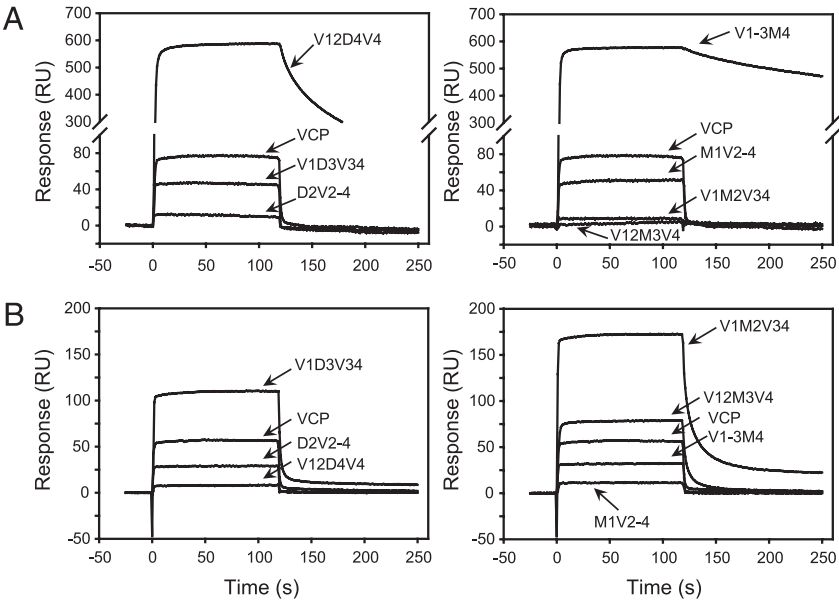 A
Response (RU)
700
600
500
400
300
80
40
0
-50
0
50
100
150
200
250
V12D4V4
VCP
V1D3V34
D2V2-4
Response (RU)
700
600
500
400
300
80
40
0
-50
0
50
100
150
200
250
V1-3M4
VCP
M1V2-4
V1M2V34
V12M3V4
B
Response (RU)
200
150
100
50
0
-50
-50
0
50
100
150
200
250
Time (s)
V1D3V34
VCP
D2V2-4
V12D4V4
Response (RU)
200
150
100
50
0
-50
-50
0
50
100
150
200
250
Time (s)
V1M2V34
V12M3V4
VCP
V1-3M4
M1V2-4